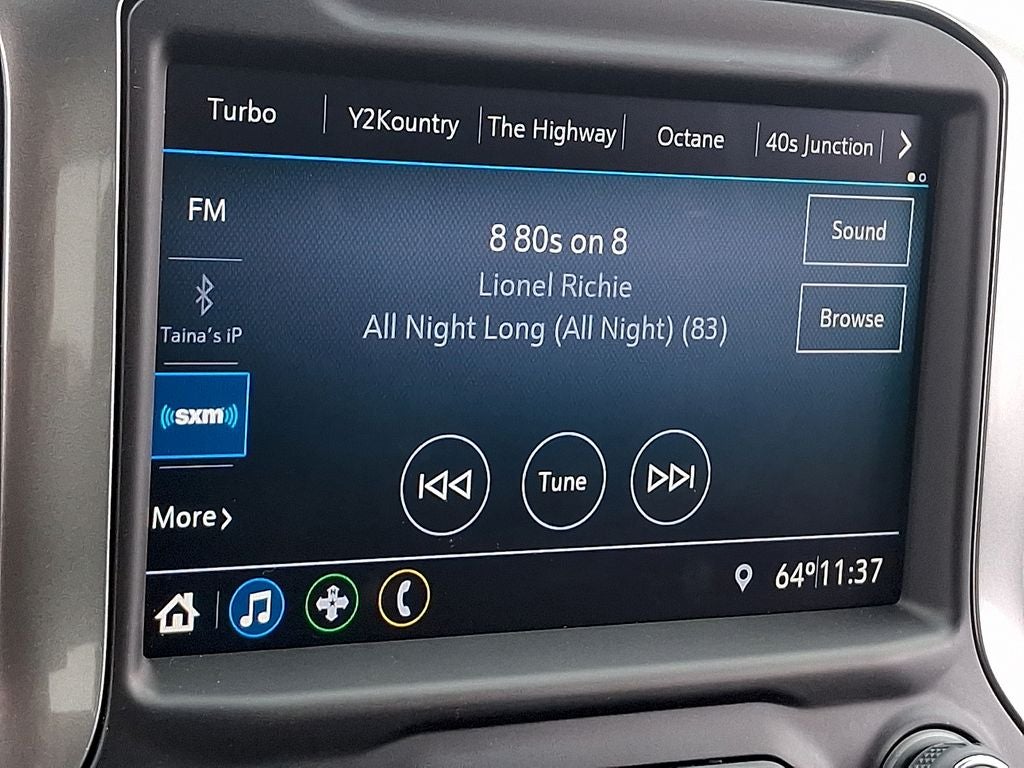 Turbo
Y2Kountry
The Highway
Octane
40s Junction
FM
8 80s on 8
Sound
Lionel Richie
Taina's iP
All Night Long (All Night) (83)
Browse
sxm
Tune
More
N
64°
11:37